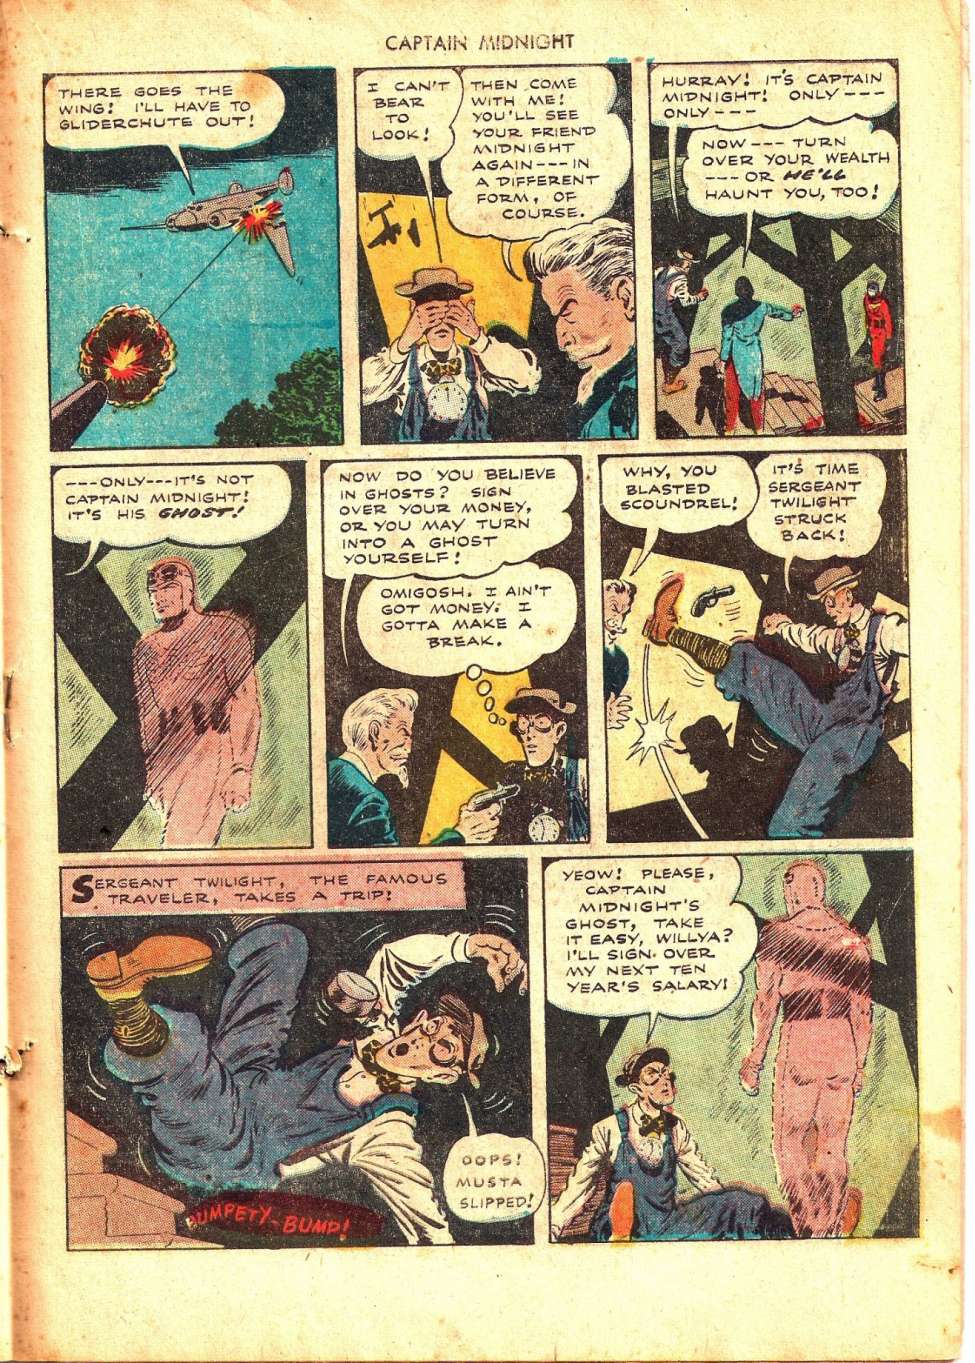 CAPTAIN MIDNIGHT
THERE GOES THE
WING! I'LL HAVE TO
GLIDERCHUTE OUT!
I CAN'T
BEAR
TO
LOOK!
THEN COME
WITH ME!
YOU'LL SEE
YOUR FRIEND
MIDNIGHT
AGAIN---IN
A DIFFERENT
FORM, OF
COURSE.
HURRAY! IT'S CAPTAIN
MIDNIGHT! ONLY---
ONLY---
NOW---TURN
OVER YOUR WEALTH
---OR HE'LL
HAUNT YOU, TOO!
---ONLY---IT'S NOT
CAPTAIN MIDNIGHT!
IT'S HIS GHOST!
NOW DO YOU BELIEVE
IN GHOSTS? SIGN
OVER YOUR MONEY,
OR YOU MAY TURN
INTO A GHOST
YOURSELF!
OMIGOSH. I AIN'T
GOT MONEY. I
GOTTA MAKE A
BREAK.
WHY, YOU
BLASTED
SCOUNDREL!
IT'S TIME
SERGEANT
TWILIGHT
STRUCK
BACK!
SERGEANT TWILIGHT, THE FAMOUS
TRAVELER, TAKES A TRIP!
OOPS!
MUSTA
SLIPPED!
BUMPETY-BUMP!
YEOW! PLEASE,
CAPTAIN
MIDNIGHT'S
GHOST, TAKE
IT EASY, WILLYA?
I'LL SIGN OVER
MY NEXT TEN
YEAR'S SALARY!